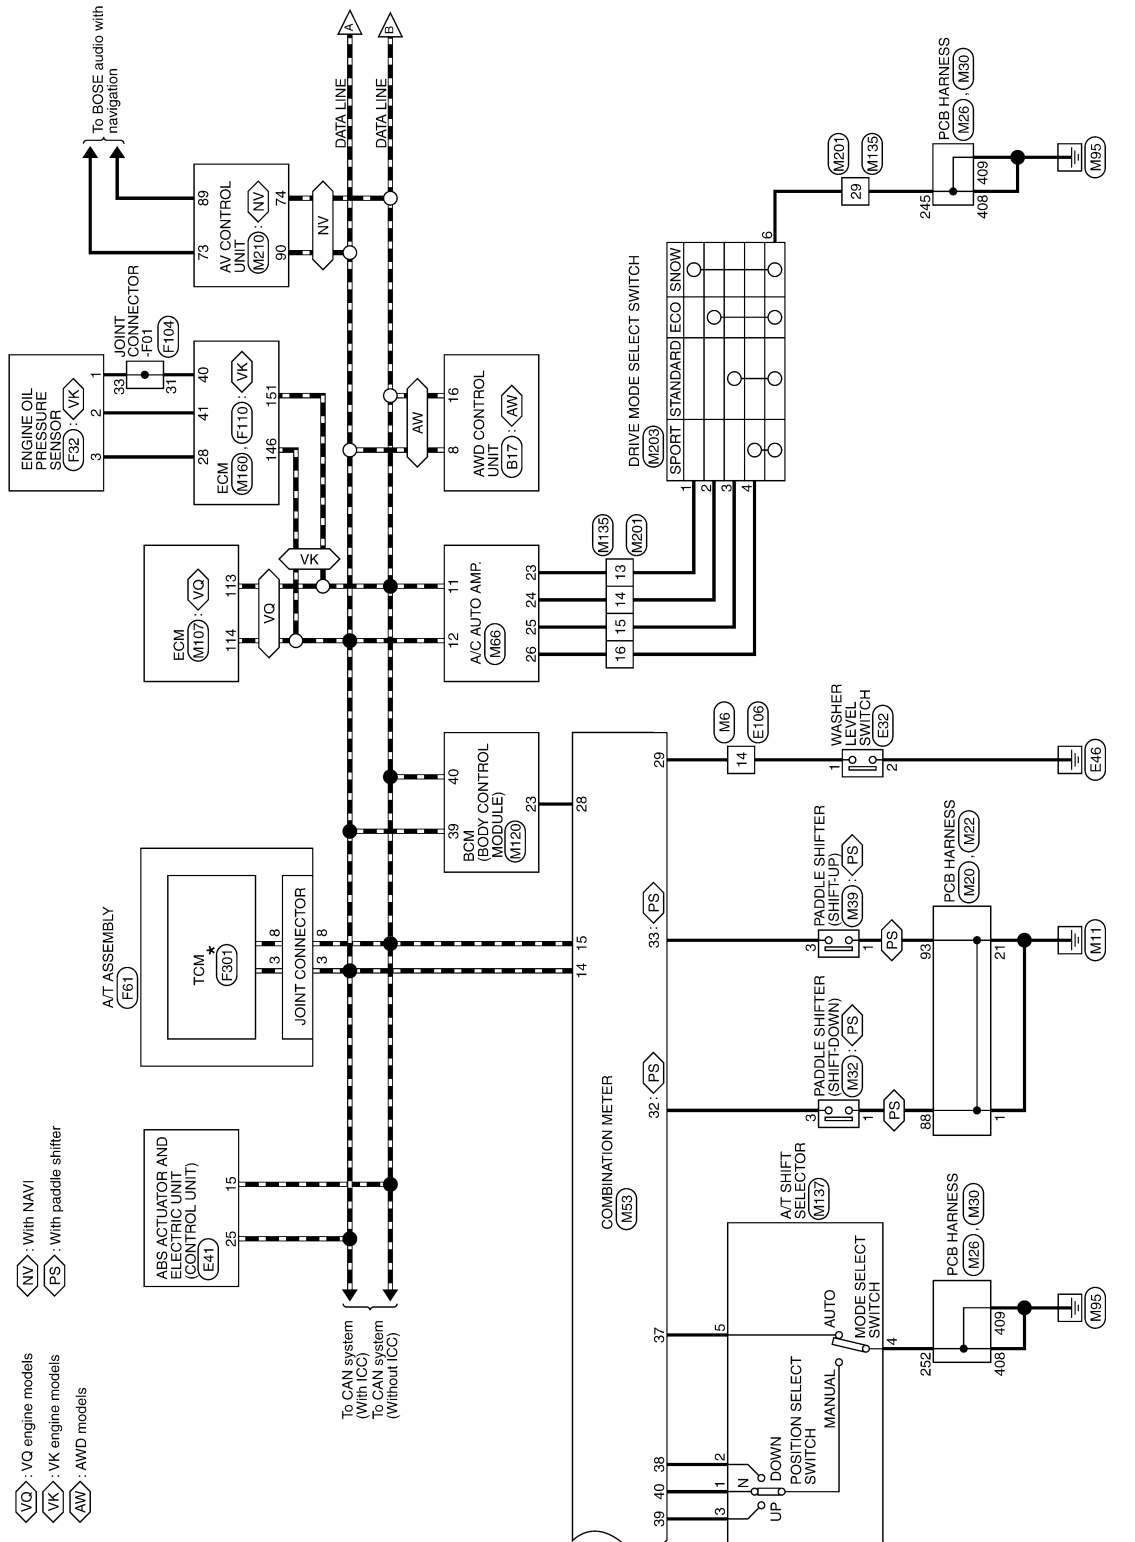 VQ : VQ engine models
VK : VK engine models
AW : AWD models
NV : With NAVI
PS : With paddle shifter
To CAN system
(With ICC)
To CAN system
(Without ICC)
ABS ACTUATOR AND
ELECTRIC UNIT
(CONTROL UNIT)
E41
25
15
A/T ASSEMBLY
F61
TCM
*
F301
3
8
JOINT CONNECTOR
3
8
ECM
M107 : VQ
114
113
VQ
VK
ENGINE OIL
PRESSURE
SENSOR
F32 : VK
3
2
1
33
JOINT
CONNECTOR
-F01
F104
31
28
41
40
ECM
M160 , F110 : VK
146
151
To BOSE audio with
navigation
73
89
AV CONTROL
UNIT
M210 : NV
90
74
NV
DATA LINE
A
DATA LINE
B
39
40
BCM
(BODY CONTROL
MODULE)
M120
23
12
11
A/C AUTO AMP.
M66
26
25
24
23
AW
8
16
AWD CONTROL
UNIT
B17 : AW
M135
M201
16
15
14
13
DRIVE MODE SELECT SWITCH
M203
SPORT
STANDARD
ECO
SNOW
1
2
3
4
6
M201
M135
29
PCB HARNESS
M26 , M30
245
408
409
M95
14
15
28
COMBINATION METER
M53
39
40
38
37
32 : PS
33 : PS
29
M6
E106
14
WASHER
LEVEL
SWITCH
E32
1
2
E46
PADDLE SHIFTER
(SHIFT-DOWN)
M32 : PS
3
1
PS
PADDLE SHIFTER
(SHIFT-UP)
M39 : PS
3
1
PS
PCB HARNESS
M20 , M22
88
93
1
21
M11
A/T SHIFT
SELECTOR
M137
3
1
2
5
UP
N
DOWN
POSITION SELECT
SWITCH
MANUAL
AUTO
MODE SELECT
SWITCH
4
PCB HARNESS
M26 , M30
252
408
409
M95